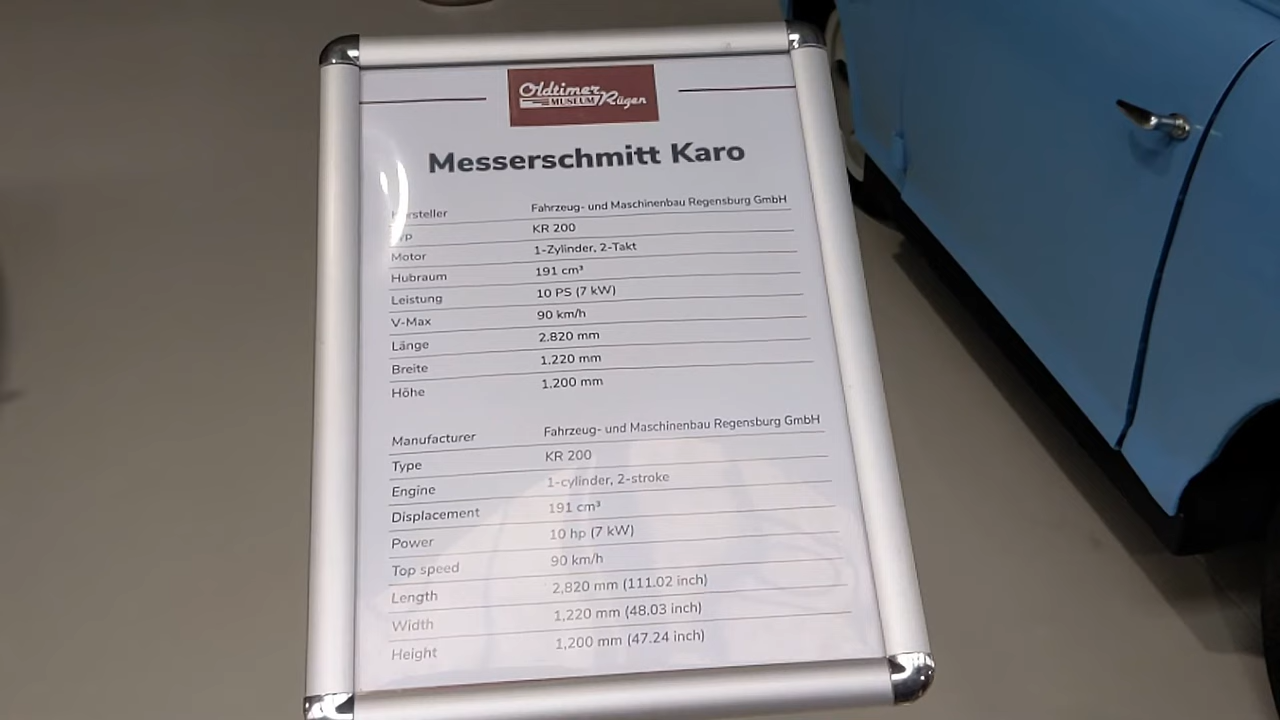 Oldtimer
MUSEUM Rügen
Messerschmitt Karo
Hersteller Fahrzeug- und Maschinenbau Regensburg GmbH
Typ KR 200
Motor 1-Zylinder, 2-Takt
Hubraum 191 cm³
Leistung 10 PS (7 kW)
V-Max 90 km/h
Länge 2.820 mm
Breite 1.220 mm
Höhe 1.200 mm
Manufacturer Fahrzeug- und Maschinenbau Regensburg GmbH
Type KR 200
Engine 1-cylinder, 2-stroke
Displacement 191 cm³
Power 10 hp (7 kW)
Top speed 90 km/h
Length 2,820 mm (111.02 inch)
Width 1,220 mm (48.03 inch)
Height 1,200 mm (47.24 inch)